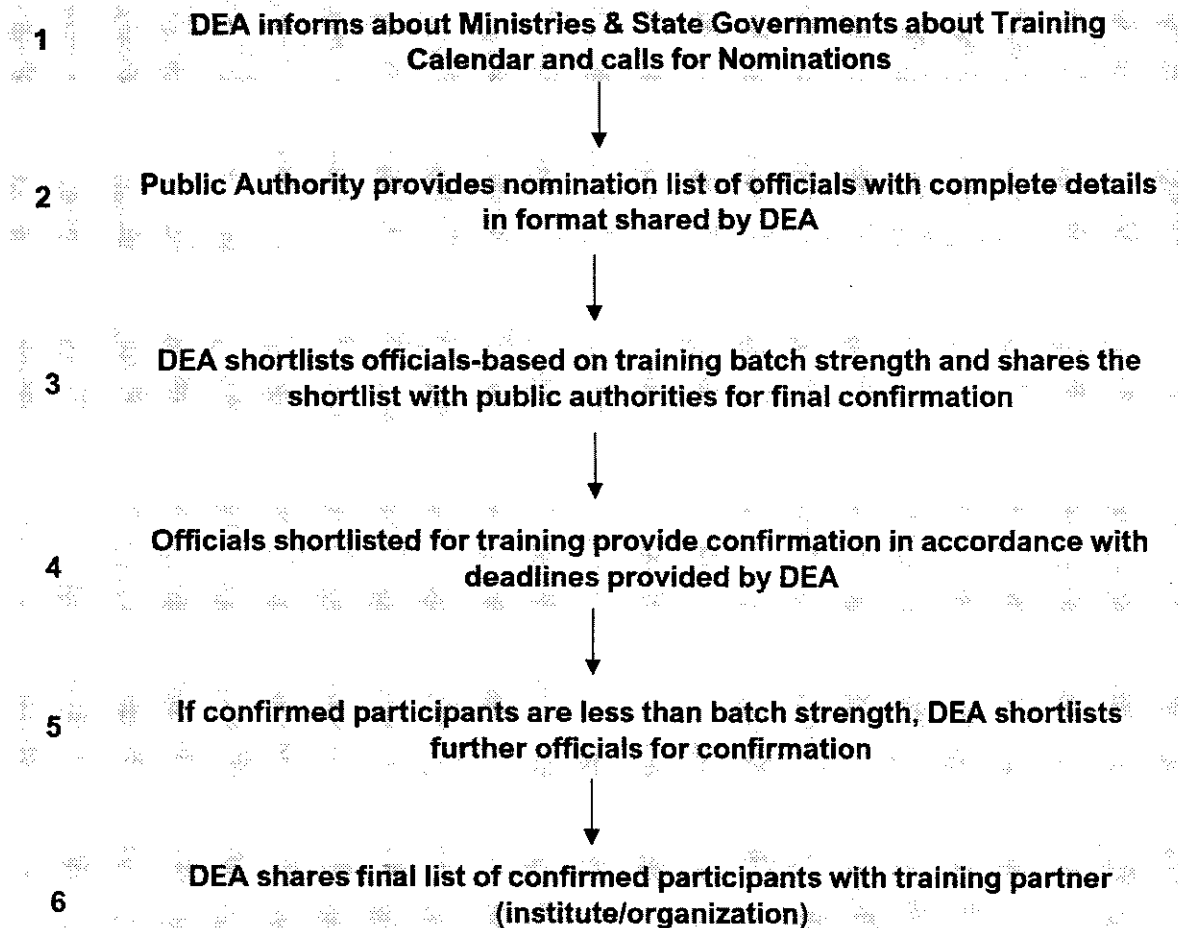 1
DEA informs about Ministries & State Governments about Training
Calendar and calls for Nominations
2
Public Authority provides nomination list of officials with complete details
in format shared by DEA
3
DEA shortlists officials-based on training batch strength and shares the
shortlist with public authorities for final confirmation
4
Officials shortlisted for training provide confirmation in accordance with
deadlines provided by DEA
5
If confirmed participants are less than batch strength, DEA shortlists
further officials for confirmation
6
DEA shares final list of confirmed participants with training partner
(institute/organization)